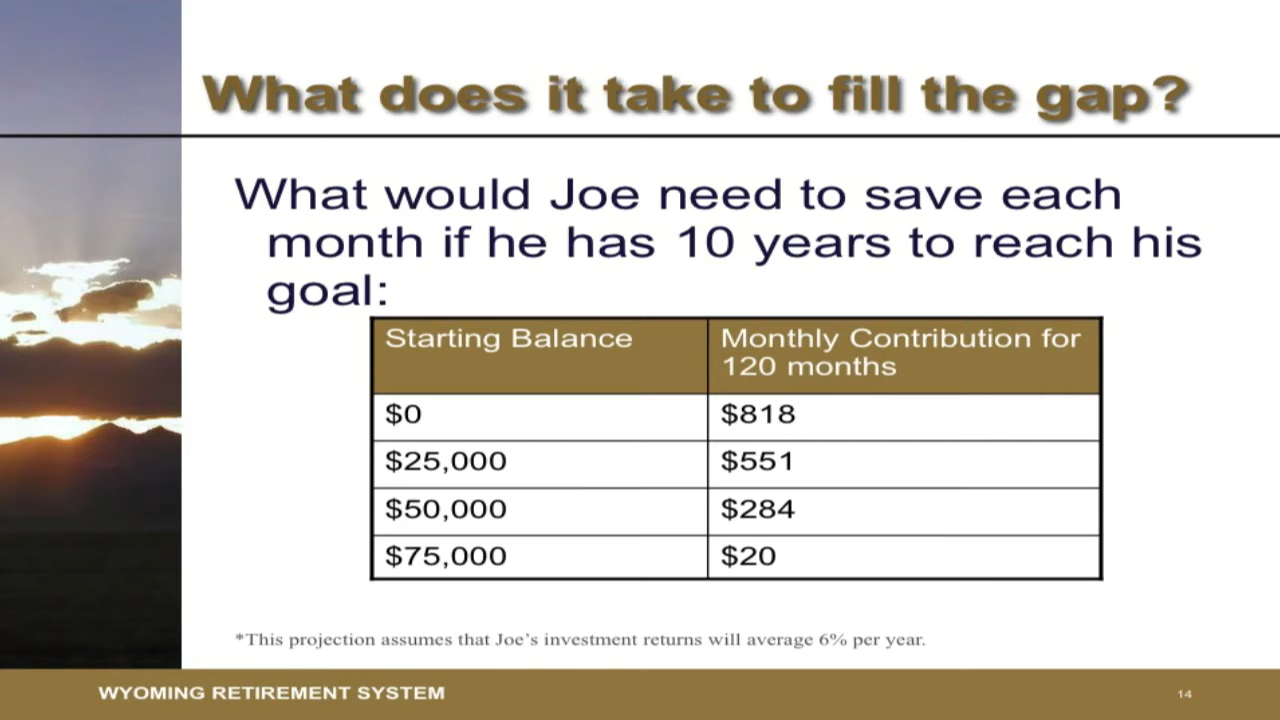 What does it take to fill the gap?
What would Joe need to save each
month if he has 10 years to reach his
goal:
Starting Balance
Monthly Contribution for
120 months
$0
$818
$25,000
$551
$50,000
$284
$75,000
$20
*This projection assumes that Joe's investment returns will average 6% per year.
WYOMING RETIREMENT SYSTEM
14